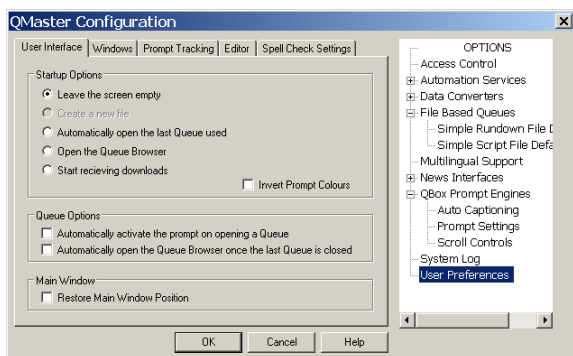 QMaster Configuration
User Interface
Windows
Prompt Tracking
Editor
Spell Check Settings
Startup Options
Leave the screen empty
Create a new file
Automatically open the last Queue used
Open the Queue Browser
Start recieving downloads
Invert Prompt Colours
Queue Options
Automatically activate the prompt on opening a Queue
Automatically open the Queue Browser once the last Queue is closed
Main Window
Restore Main Window Position
OPTIONS
Access Control
Automation Services
Data Converters
File Based Queues
Simple Rundown File D
Simple Script File Defa
Multilingual Support
News Interfaces
QBox Prompt Engines
Auto Captioning
Prompt Settings
Scroll Controls
System Log
User Preferences
OK
Cancel
Help